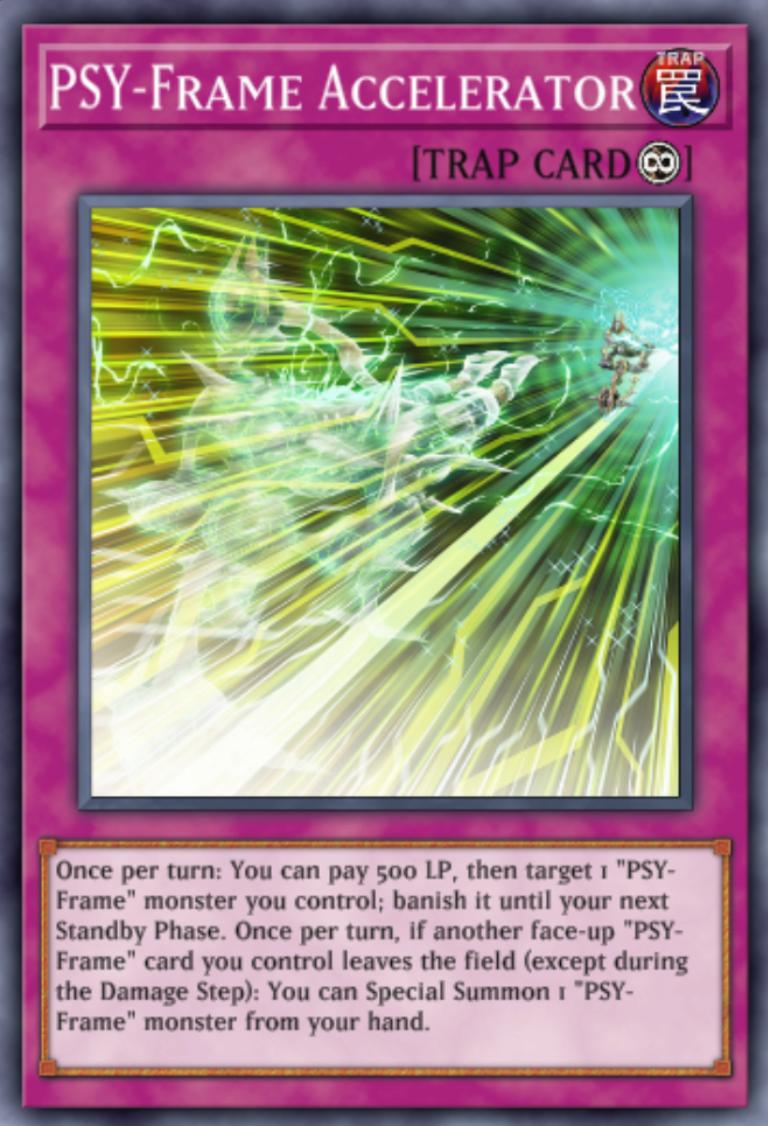 PSY-FRAME ACCELERATOR
TRAP
罠
[TRAP CARD]
Once per turn: You can pay 500 LP, then target 1 "PSY-
Frame" monster you control; banish it until your next
Standby Phase. Once per turn, if another face-up "PSY-
Frame" card you control leaves the field (except during
the Damage Step): You can Special Summon 1 "PSY-
Frame" monster from your hand.